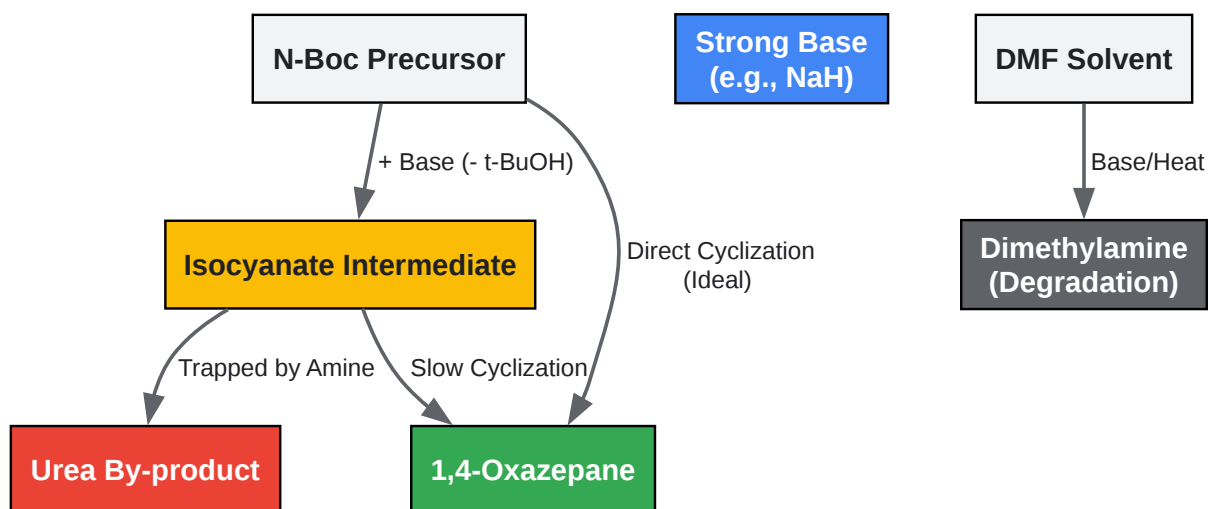 N-Boc Precursor
Strong Base
(e.g., NaH)
DMF Solvent
+ Base (- t-BuOH)
Base/Heat
Isocyanate Intermediate
Direct Cyclization
(Ideal)
Dimethylamine
(Degradation)
Trapped by Amine
Slow Cyclization
Urea By-product
1,4-Oxazepane